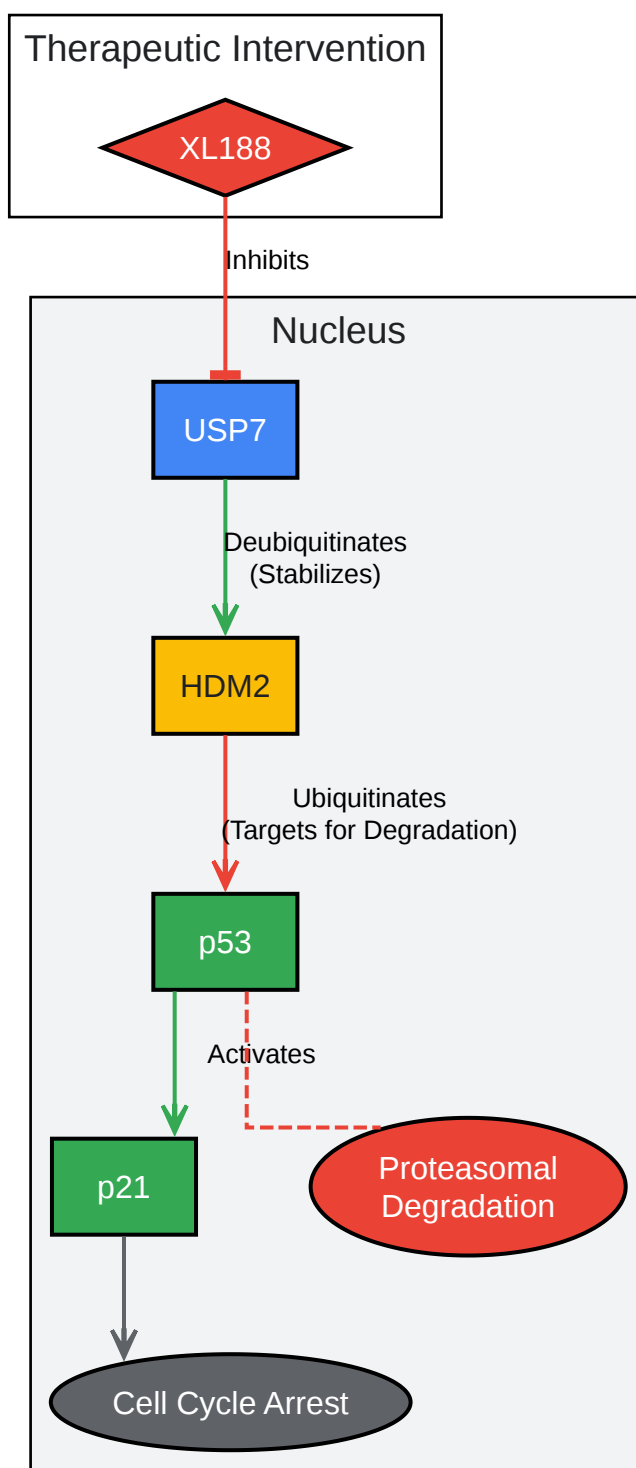 Therapeutic Intervention
XL188
Inhibits
Nucleus
USP7
Deubiquitinates
(Stabilizes)
HDM2
Ubiquitinates
(Targets for Degradation)
p53
Activates
p21
Proteasomal
Degradation
Cell Cycle Arrest